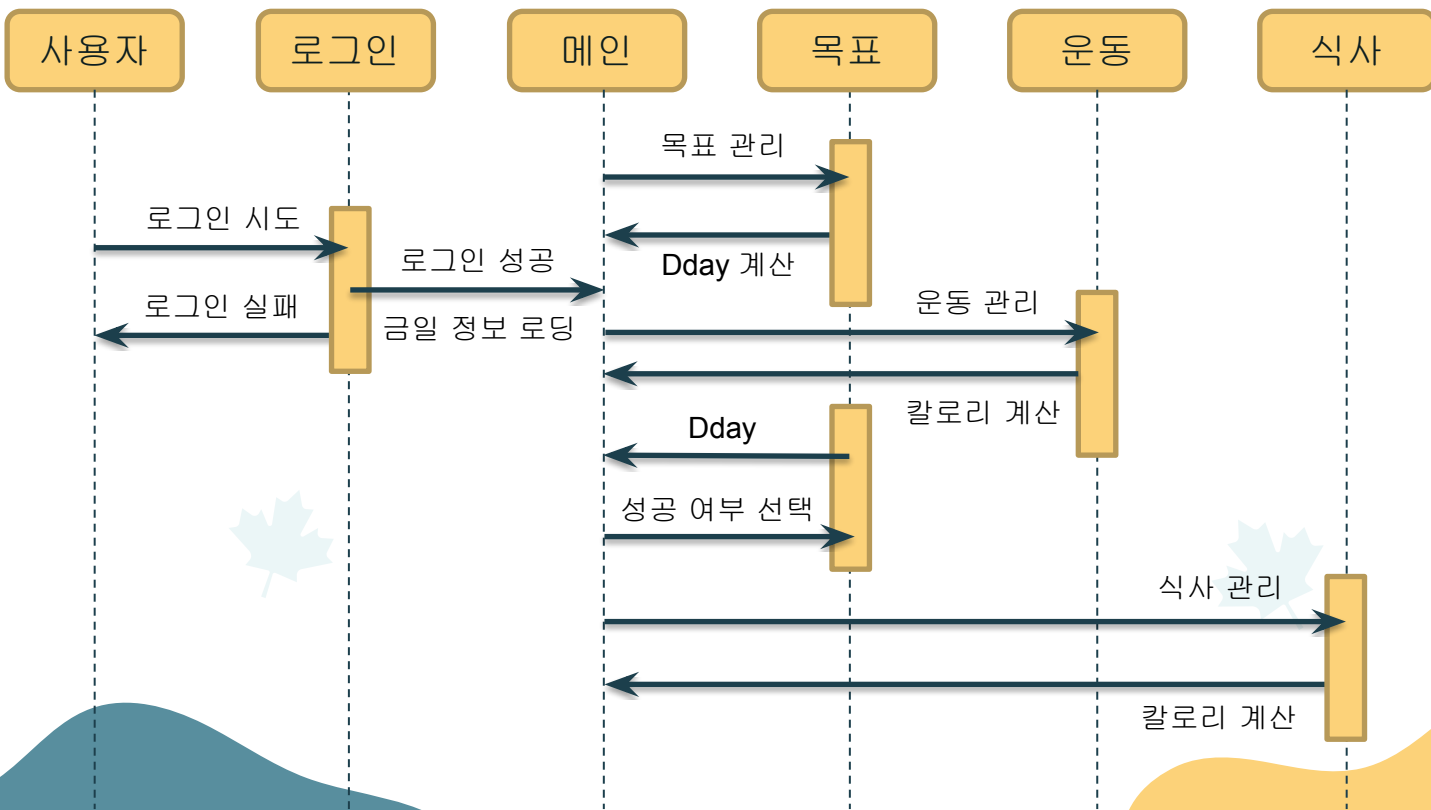 사용자
로그인
메인
목표
운동
식사
목표 관리
로그인 시도
로그인 성공
Dday 계산
로그인 실패
금일 정보 로딩
운동 관리
칼로리 계산
Dday
성공 여부 선택
식사 관리
칼로리 계산